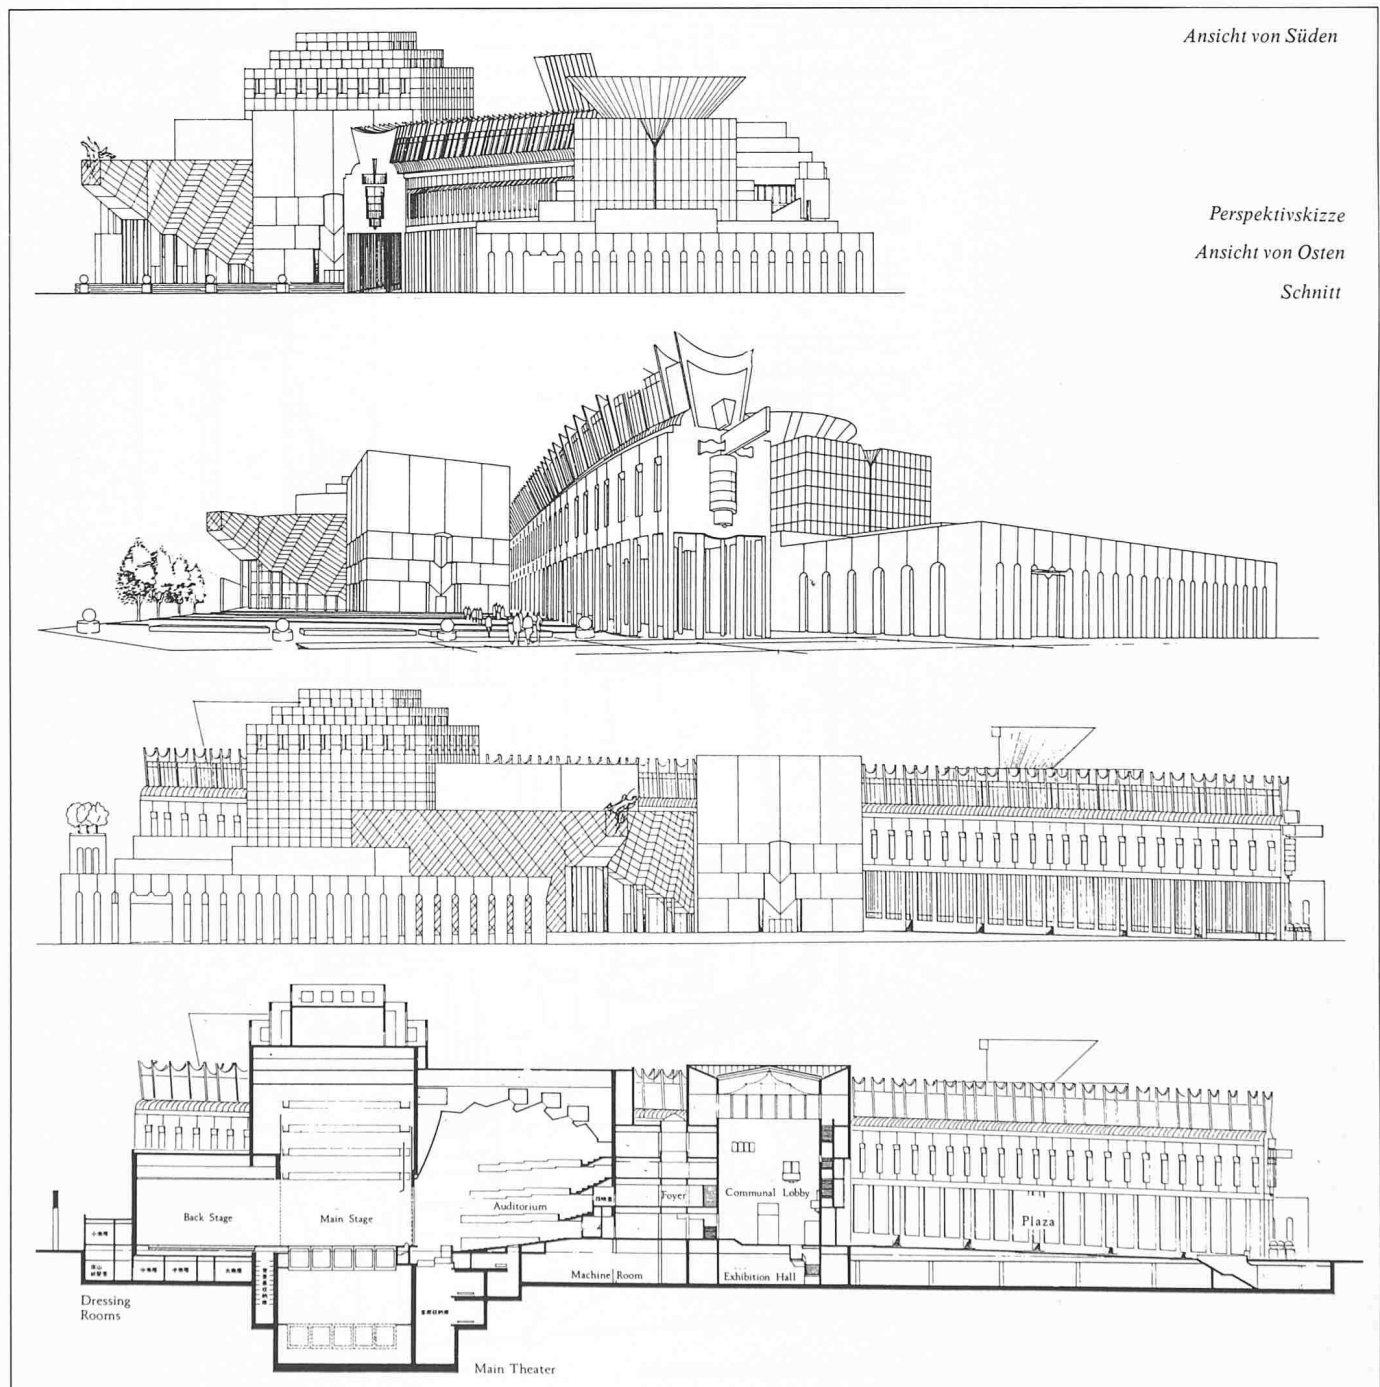 Ansicht von Süden
Perspektivskizze
Ansicht von Osten
Schnitt
Back Stage
Main Stage
Auditorium
Foyer
Communal Lobby
Plaza
Machine Room
Exhibition Hall
Dressing
Rooms
Main Theater